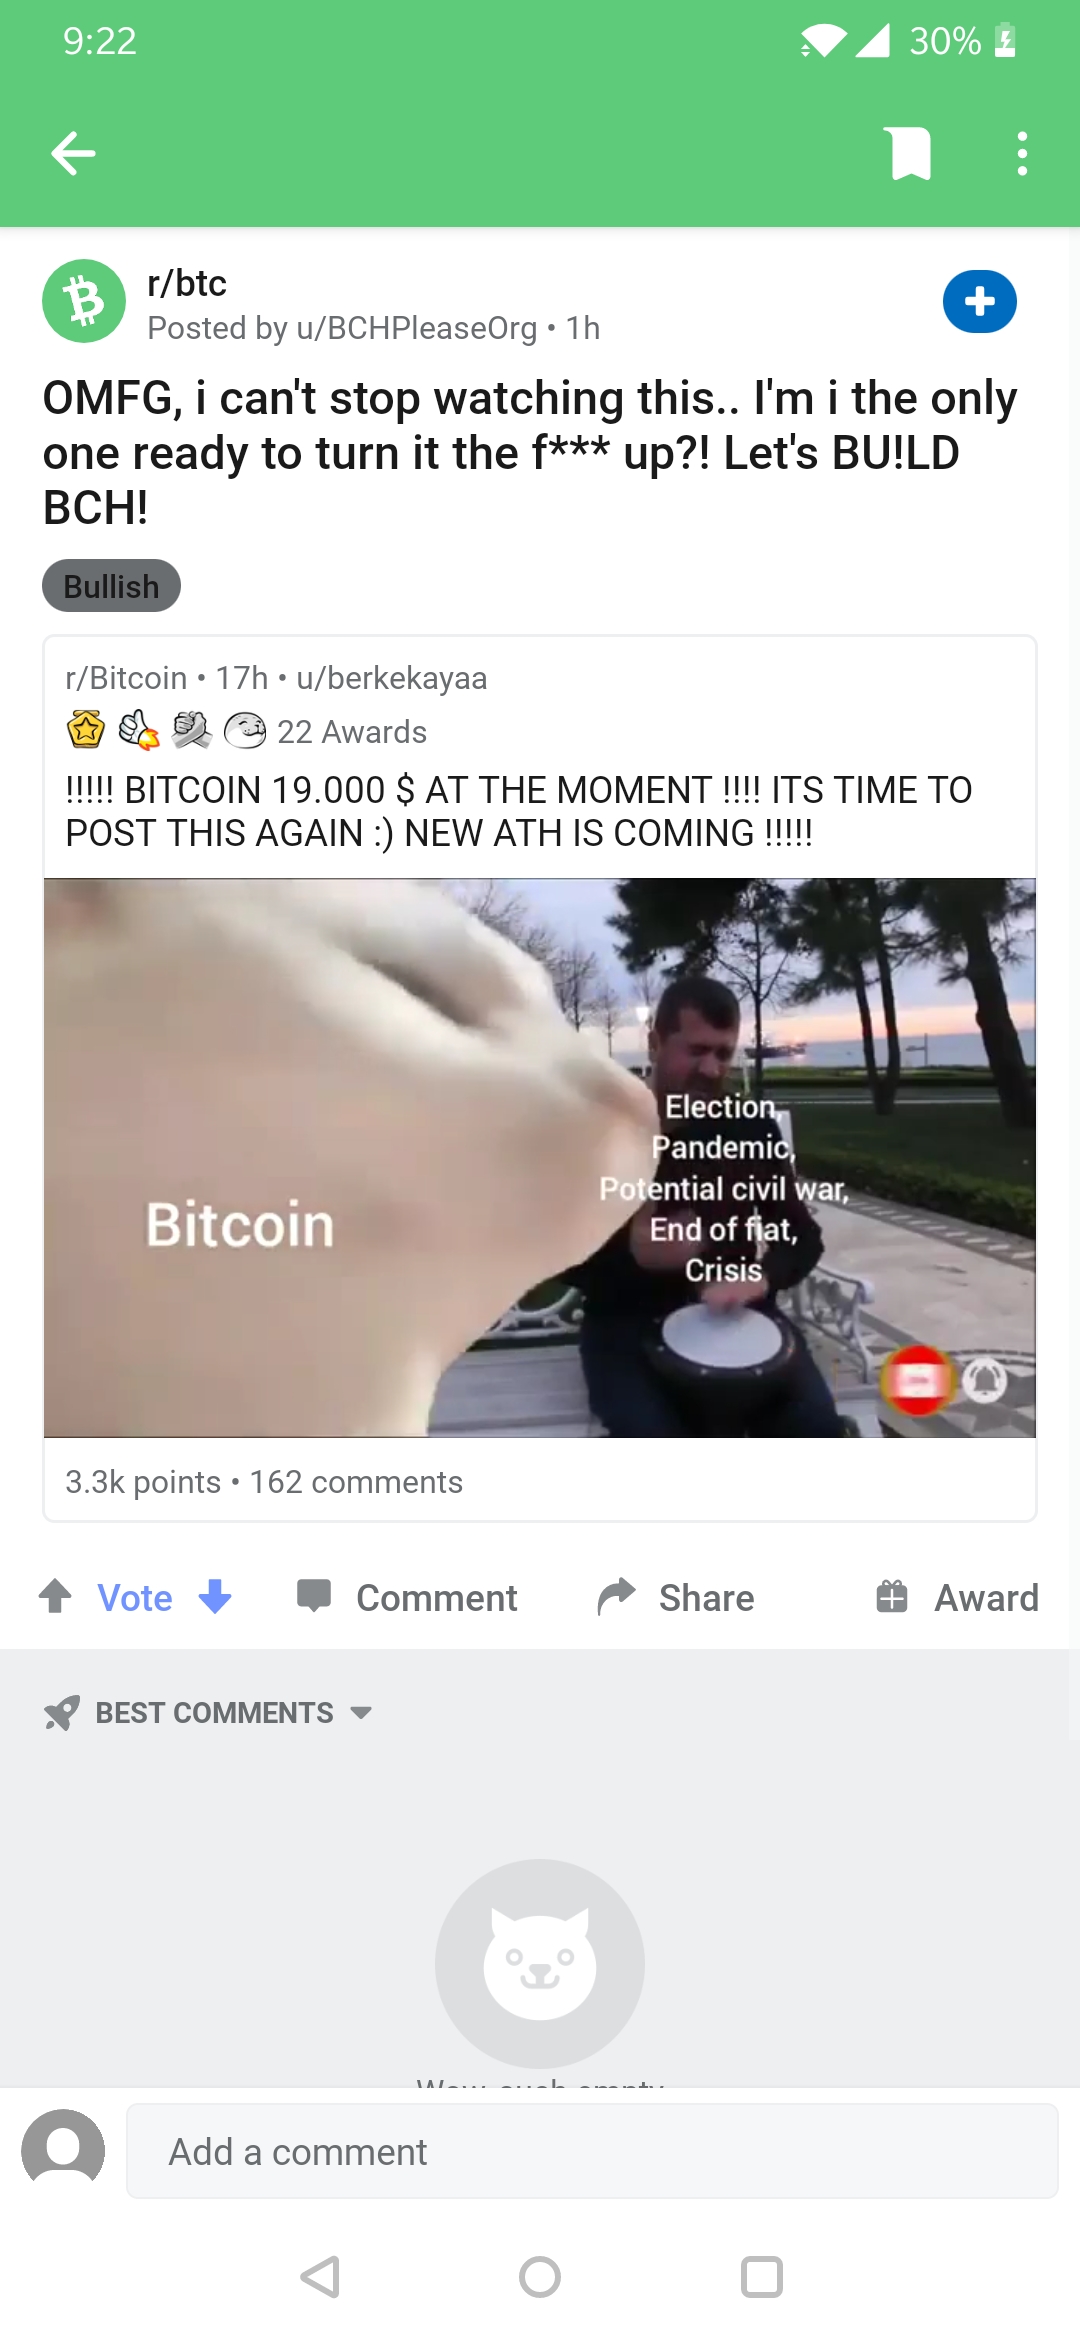 9:22
30%
r/btc
Posted by u/BCHPleaseOrg • 1h
OMFG, i can't stop watching this.. I'm i the only
one ready to turn it the f*** up?! Let's BU!LD
BCH!
Bullish
r/Bitcoin • 17h • u/berkekayaa
22 Awards
!!!!! BITCOIN 19.000 $ AT THE MOMENT !!!! ITS TIME TO
POST THIS AGAIN :) NEW ATH IS COMING !!!!!
Election,
Pandemic,
Potential civil war,
End of fiat,
Crisis
Bitcoin
3.3k points • 162 comments
Vote
Comment
Share
Award
BEST COMMENTS
Wow, such empty
Add a comment